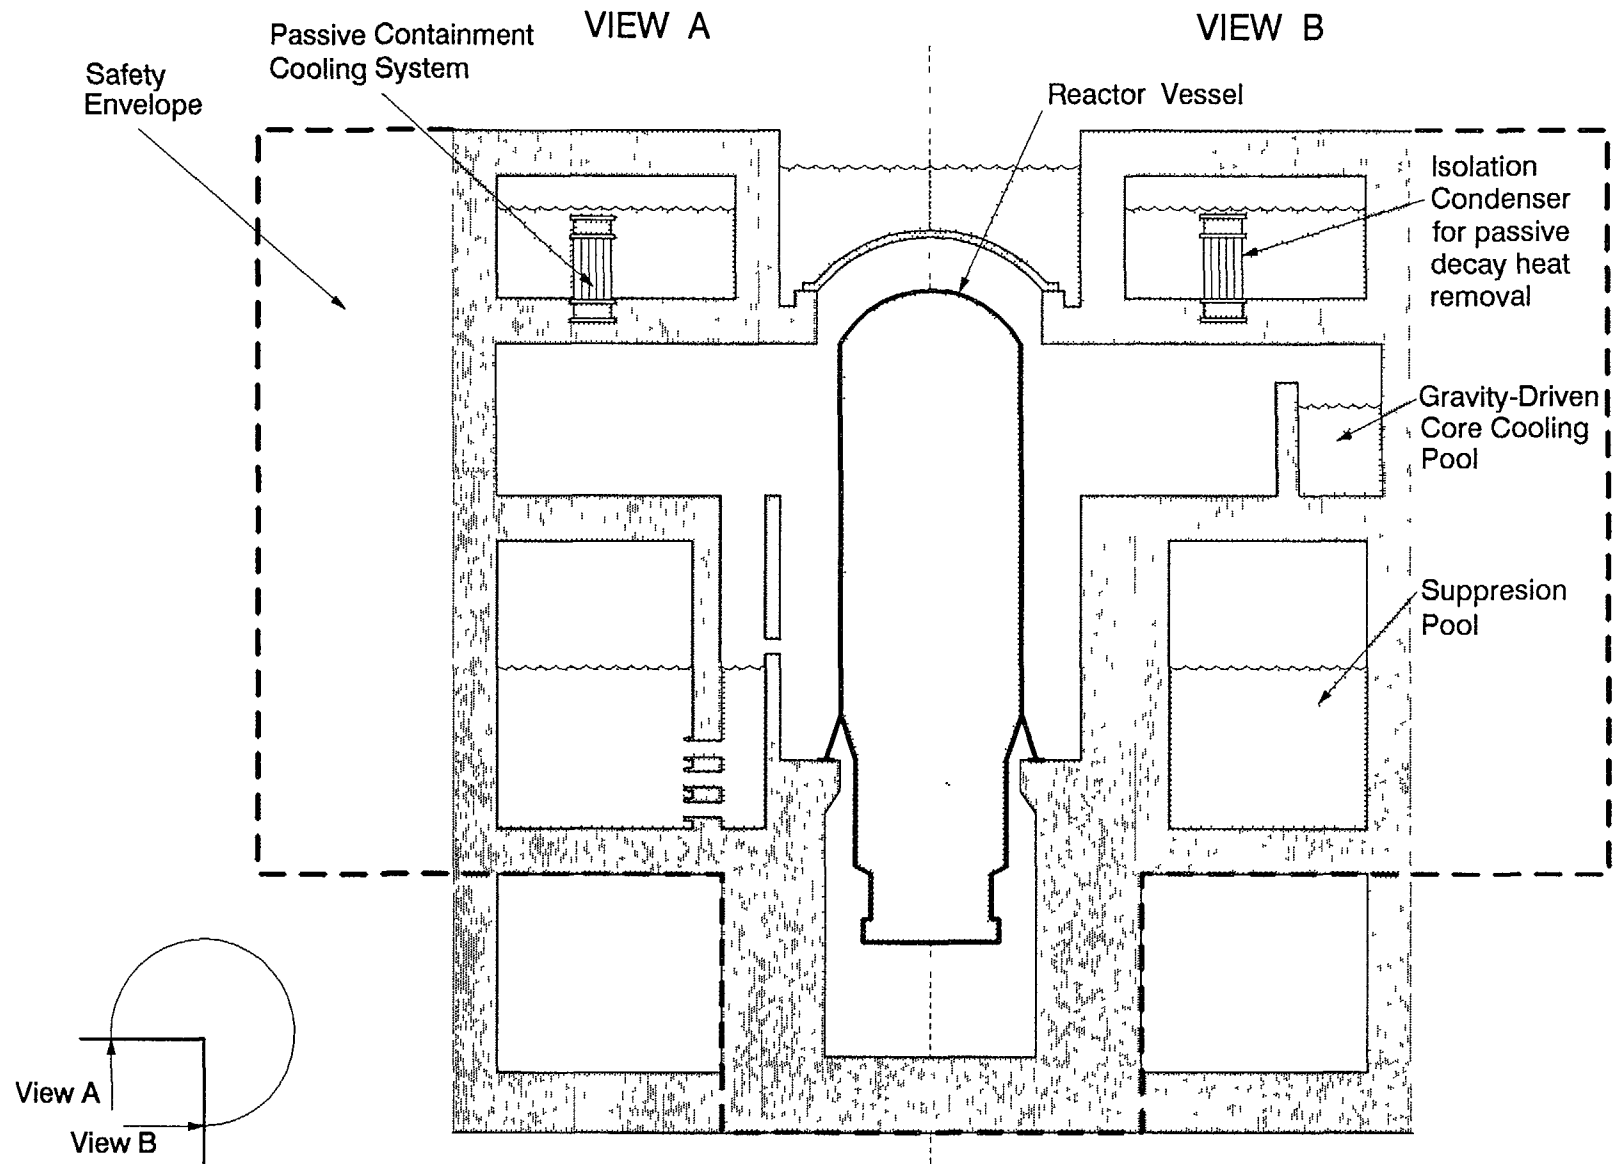 VIEW A
VIEW B
Passive Containment
Cooling System
Safety
Envelope
Reactor Vessel
Isolation
Condenser
for passive
decay heat
removal
Gravity-Driven
Core Cooling
Pool
Suppresion
Pool
View A
View B